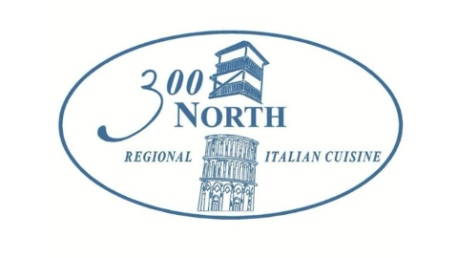 300
NORTH
REGIONAL ITALIAN CUISINE